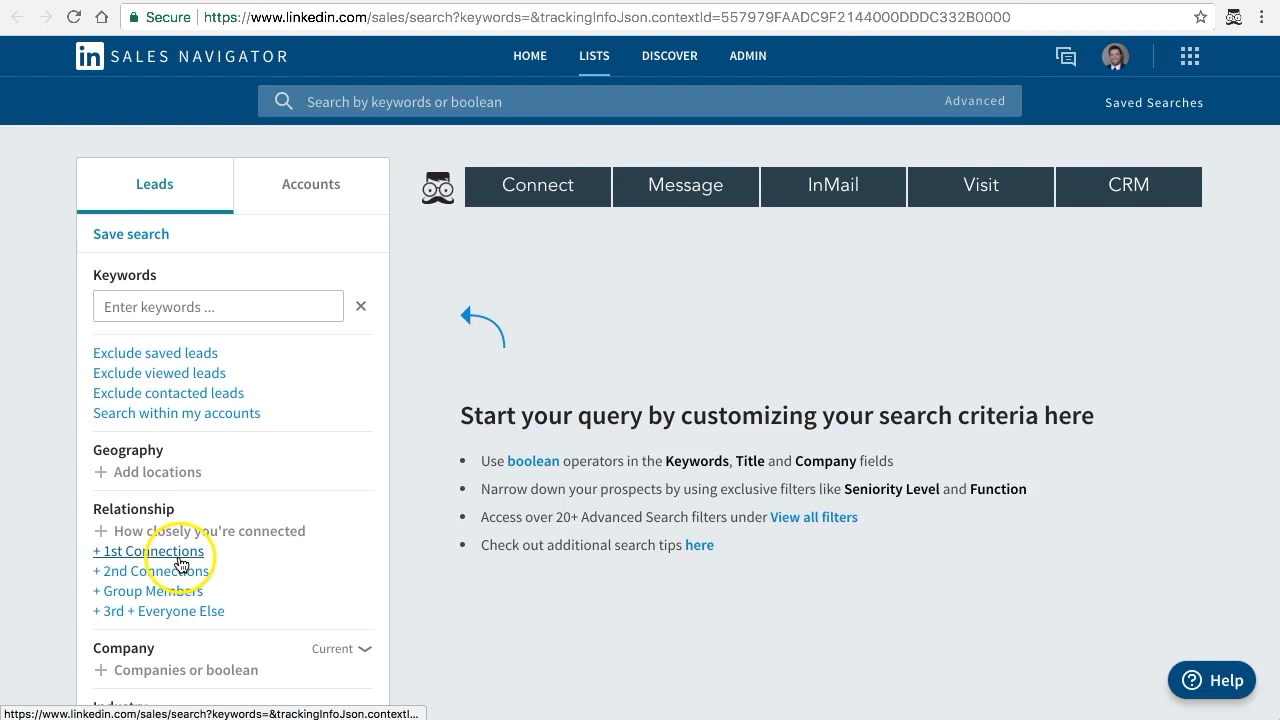 Secure https://www.linkedin.com/sales/search?keywords=&trackingInfoJson.contextId=557979FAADC9F2144000DDDC332B0000
in SALES NAVIGATOR HOME LISTS DISCOVER ADMIN
Search by keywords or boolean Advanced Saved Searches
Leads Accounts
Connect Message InMail Visit CRM
Save search
Keywords
Enter keywords ...
Exclude saved leads
Exclude viewed leads
Exclude contacted leads
Search within my accounts
Geography
+ Add locations
Relationship
+ How closely you're connected
+ 1st Connections
+ 2nd Connections
+ Group Members
+ 3rd + Everyone Else
Company Current
+ Companies or boolean
Industry
Start your query by customizing your search criteria here
• Use boolean operators in the Keywords, Title and Company fields
• Narrow down your prospects by using exclusive filters like Seniority Level and Function
• Access over 20+ Advanced Search filters under View all filters
• Check out additional search tips here
? Help
https://www.linkedin.com/sales/search?keywords=&trackingInfoJson.contextI...